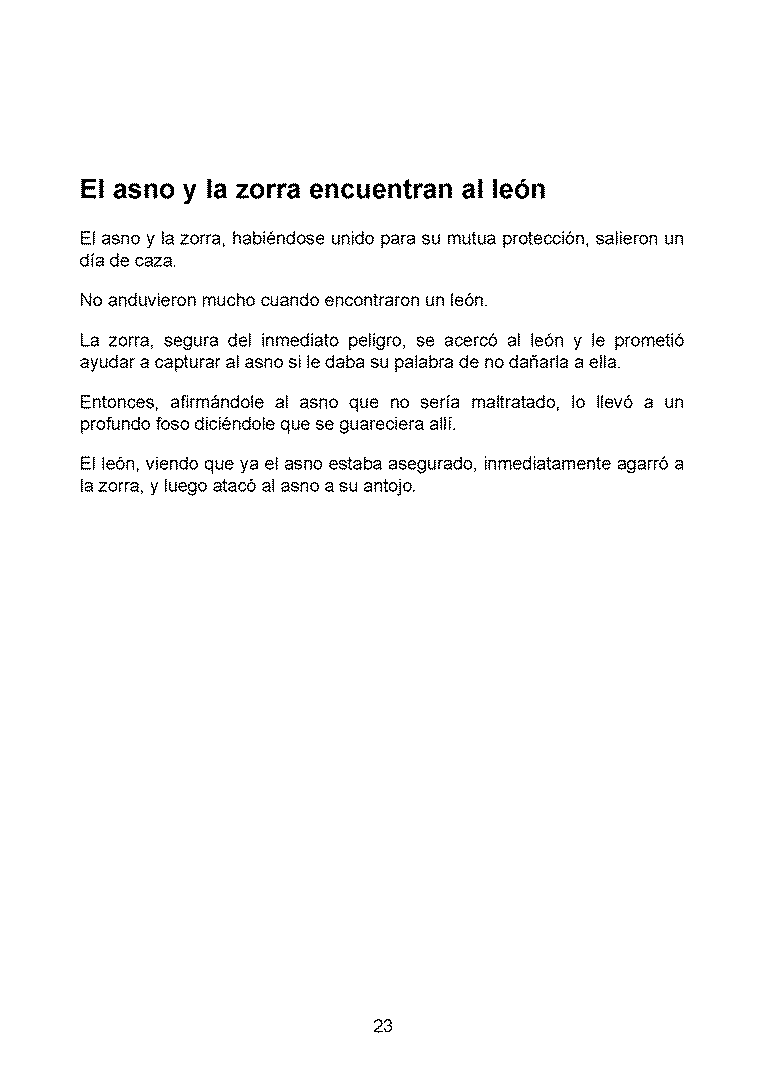 El asno y la zorra encuentran al león
El asno y la zorra, habiéndose unido para su mutua protección, salieron un
día de caza.
No anduvieron mucho cuando encontraron un león.
La zorra, segura del inmediato peligro, se acercó al león y le prometió
ayudar a capturar al asno si le daba su palabra de no dañarla a ella.
Entonces, afirmándole al asno que no sería maltratado, lo llevó a un
profundo foso diciéndole que se guareciera allí.
El león, viendo que ya el asno estaba asegurado, inmediatamente agarró a
la zorra, y luego atacó al asno a su antojo.
23